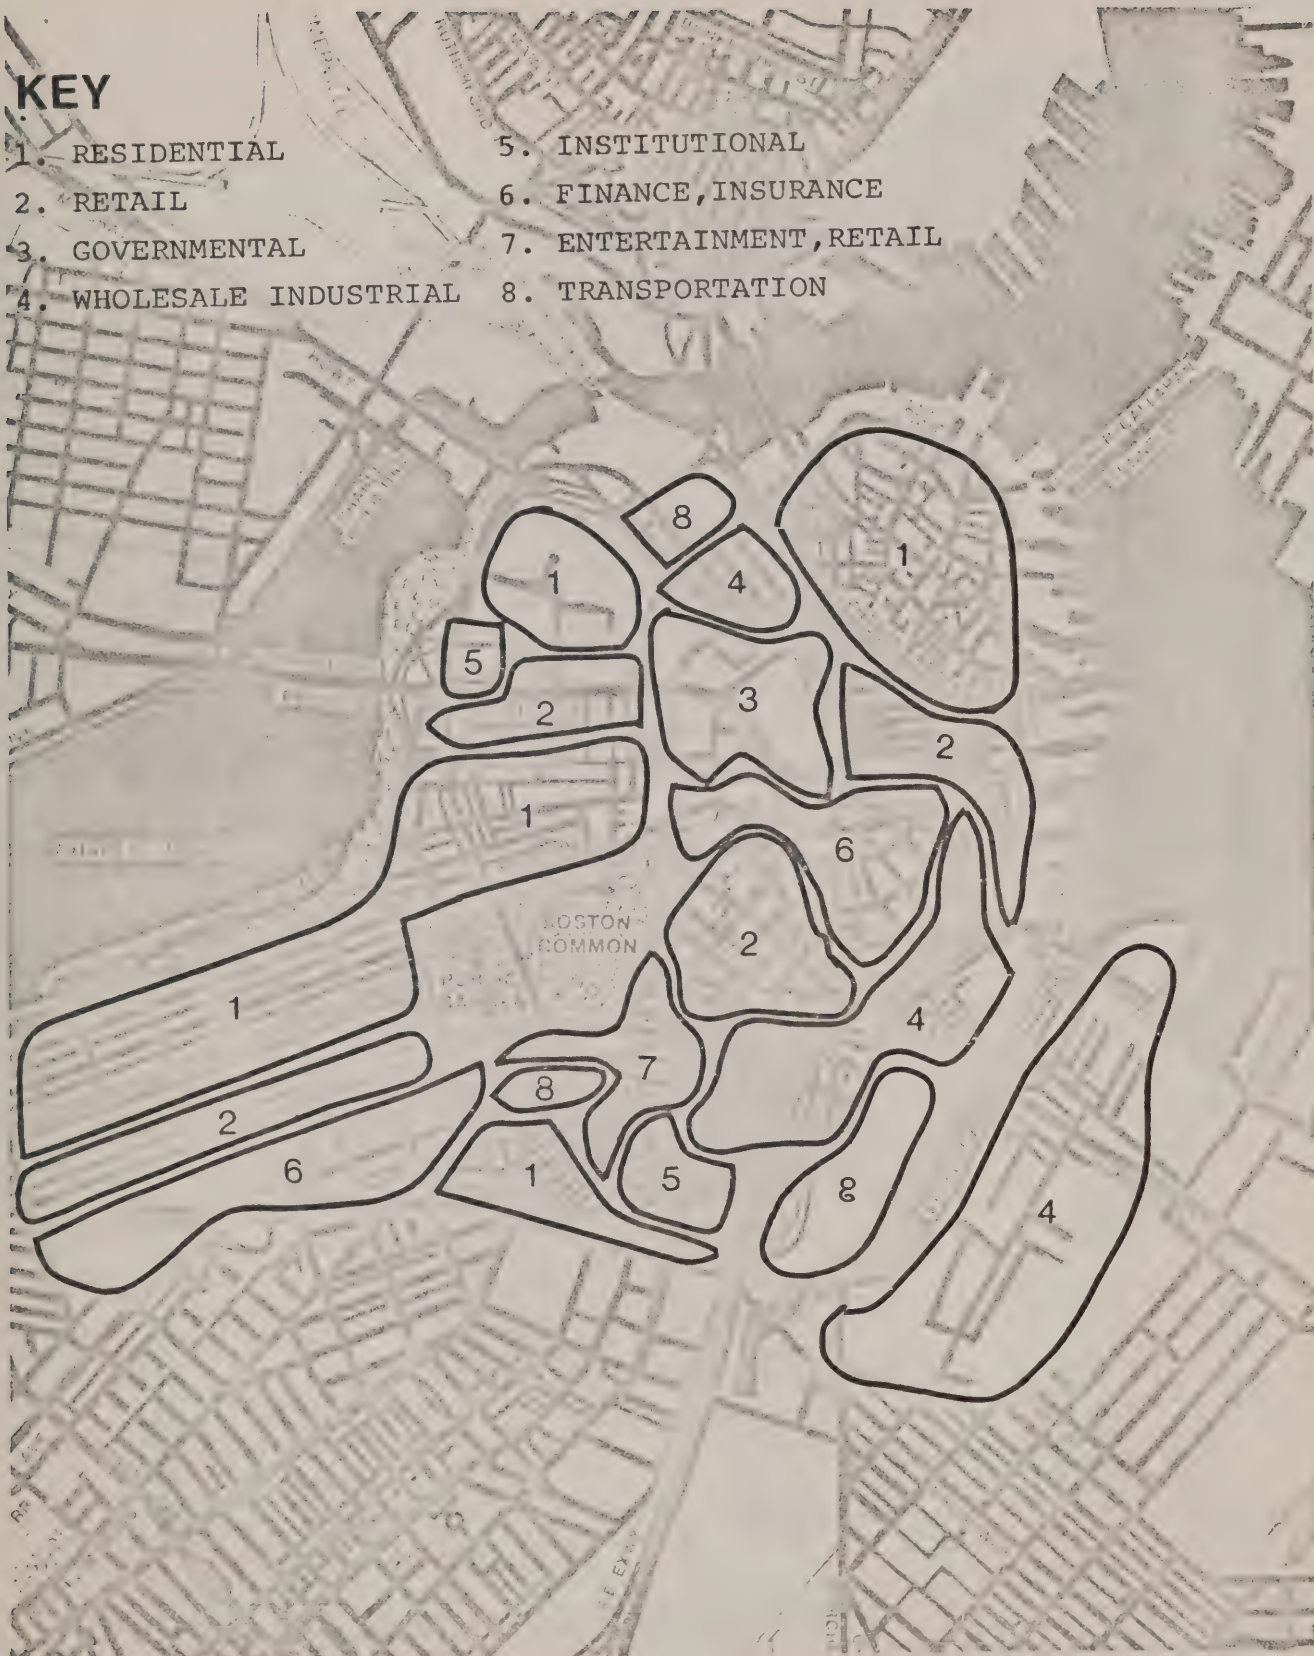 KEY
1. RESIDENTIAL
2. RETAIL
3. GOVERNMENTAL
4. WHOLESALE INDUSTRIAL
5. INSTITUTIONAL
6. FINANCE,INSURANCE
7. ENTERTAINMENT,RETAIL
8. TRANSPORTATION
8
1
4
1
5
2
3
2
1
6
BOSTON
COMMON
2
1
4
7
8
2
6
1
5
8
4